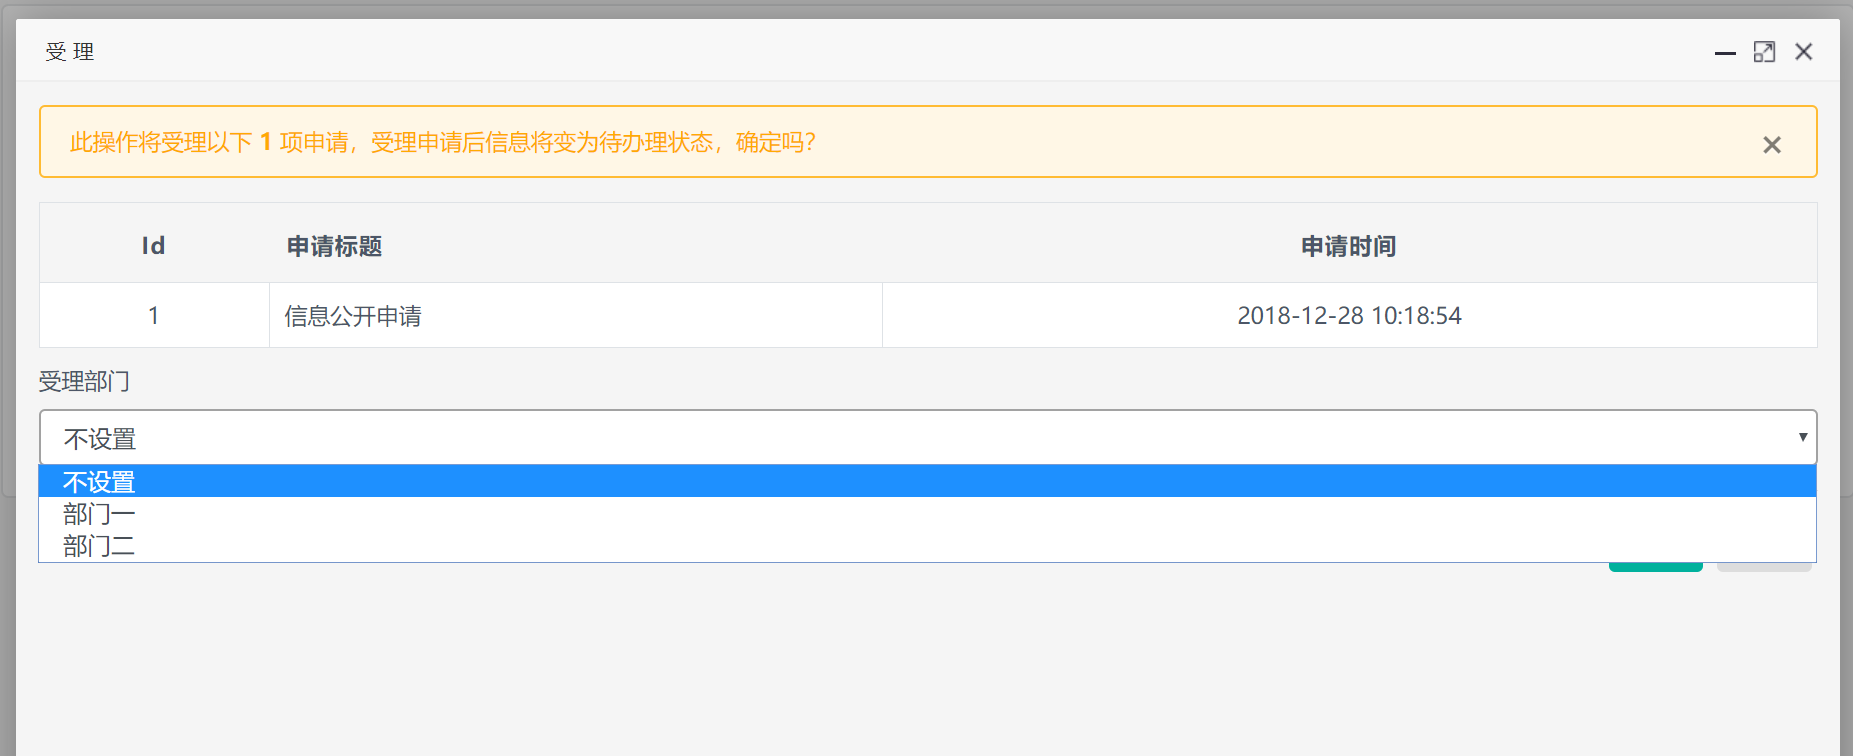 受 理
此操作将受理以下 1 项申请，受理申请后信息将变为待办理状态，确定吗？
Id 申请标题 申请时间
1 信息公开申请 2018-12-28 10:18:54
受理部门
不设置
不设置
部门一
部门二